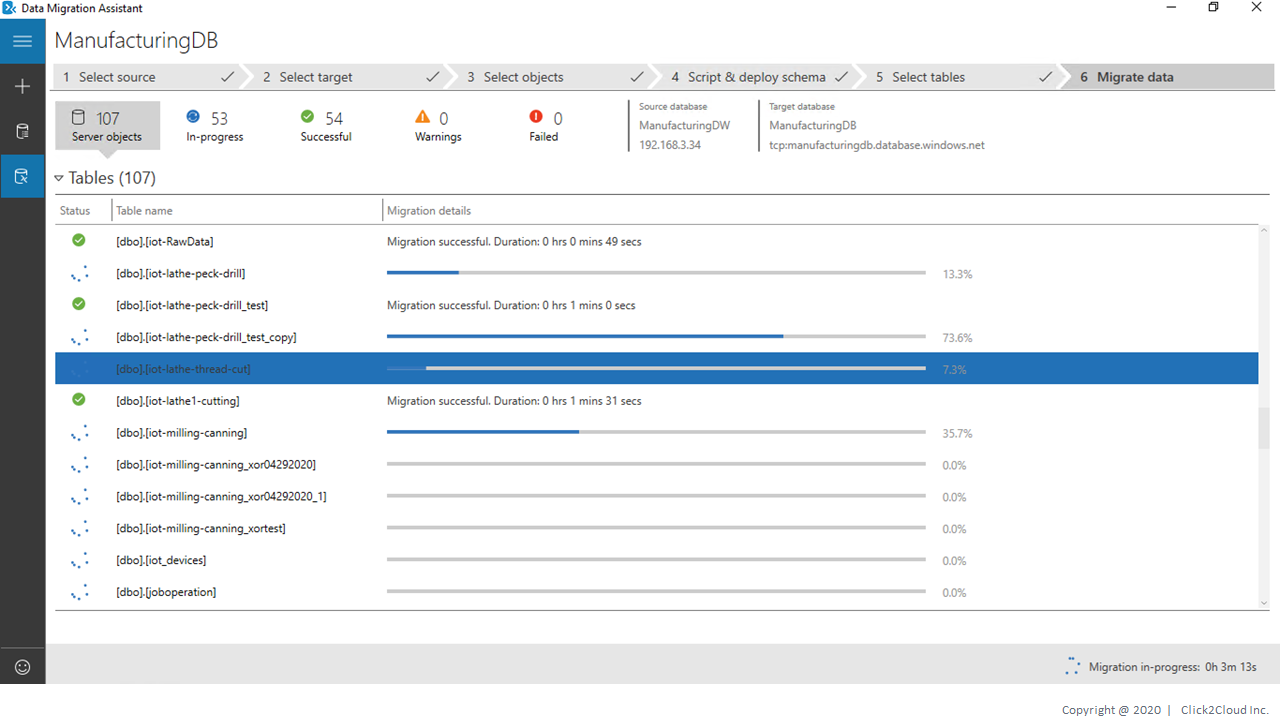 Data Migration Assistant
ManufacturingDB
1 Select source 2 Select target 3 Select objects 4 Script & deploy schema 5 Select tables 6 Migrate data
107 Server objects
53 In-progress
54 Successful
0 Warnings
0 Failed
Source database
ManufacturingDW
192.168.3.34
Target database
ManufacturingDB
tcp:manufacturingdb.database.windows.net
Tables (107)
Status Table name Migration details
[dbo].[iot-RawData] Migration successful. Duration: 0 hrs 0 mins 49 secs
[dbo].[iot-lathe-peck-drill] 13.3%
[dbo].[iot-lathe-peck-drill_test] Migration successful. Duration: 0 hrs 1 mins 0 secs
[dbo].[iot-lathe-peck-drill_test_copy] 73.6%
[dbo].[iot-lathe-thread-cut] 7.3%
[dbo].[iot-lathe1-cutting] Migration successful. Duration: 0 hrs 1 mins 31 secs
[dbo].[iot-milling-canning] 35.7%
[dbo].[iot-milling-canning_xor04292020] 0.0%
[dbo].[iot-milling-canning_xor04292020_1] 0.0%
[dbo].[iot-milling-canning_xortest] 0.0%
[dbo].[iot_devices] 0.0%
[dbo].[joboperation] 0.0%
Migration in-progress: 0h 3m 13s
Copyright @ 2020 | Click2Cloud Inc.